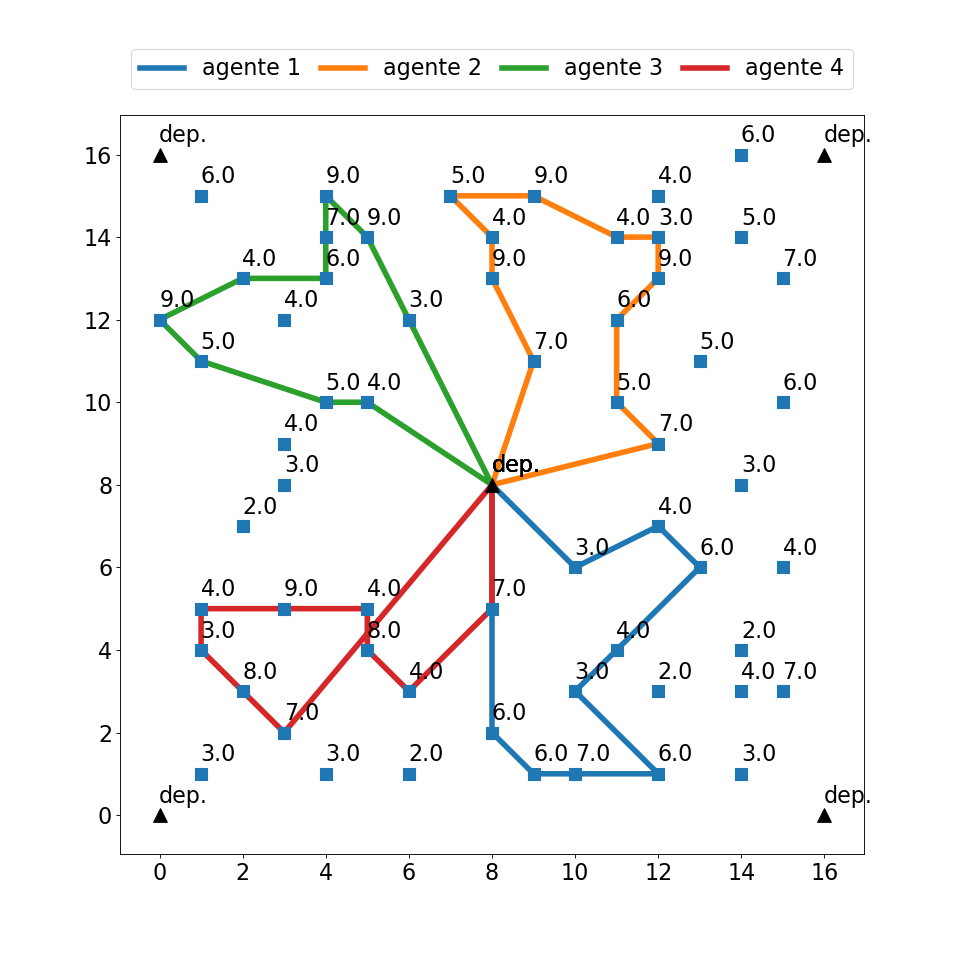 agente 1 agente 2 agente 3 agente 4
dep. 6.0 dep.
16
6.0 9.0 5.0 9.0 4.0
7.0 9.0 4.0 4.0 3.0 5.0
14
4.0 6.0 9.0 9.0 7.0
9.0 4.0 3.0 6.0
12
5.0 7.0 5.0
5.0 4.0 5.0 6.0
10
4.0 7.0
3.0 dep. 3.0
8
2.0 4.0
3.0 6.0 4.0
6
4.0 9.0 4.0 7.0
3.0 8.0 4.0 2.0
4
8.0 4.0 3.0 2.0 4.0 7.0
7.0 6.0
2
3.0 3.0 2.0 6.0 7.0 6.0 3.0
dep. dep.
0
0 2 4 6 8 10 12 14 16